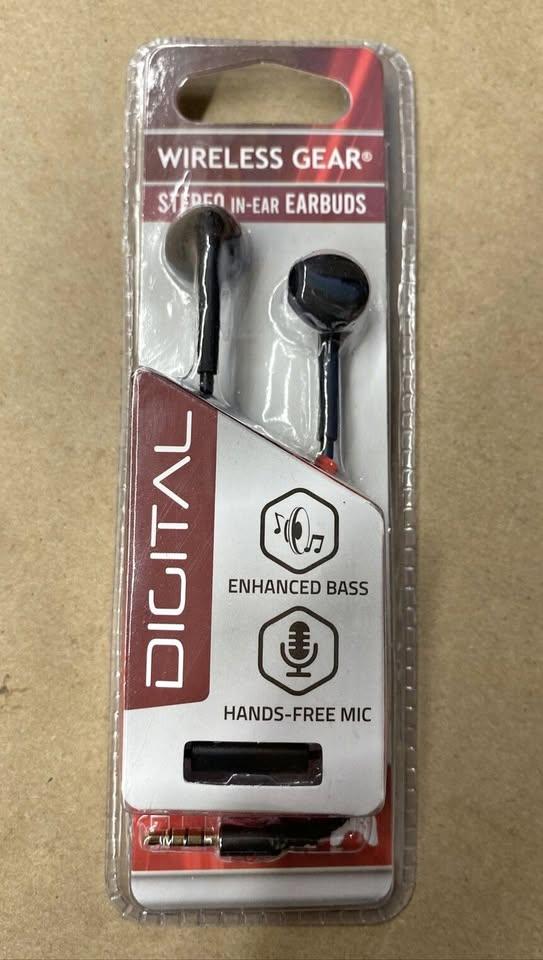 WIRELESS GEAR®
STEREO IN-EAR EARBUDS
DIGITAL
ENHANCED BASS
HANDS-FREE MIC